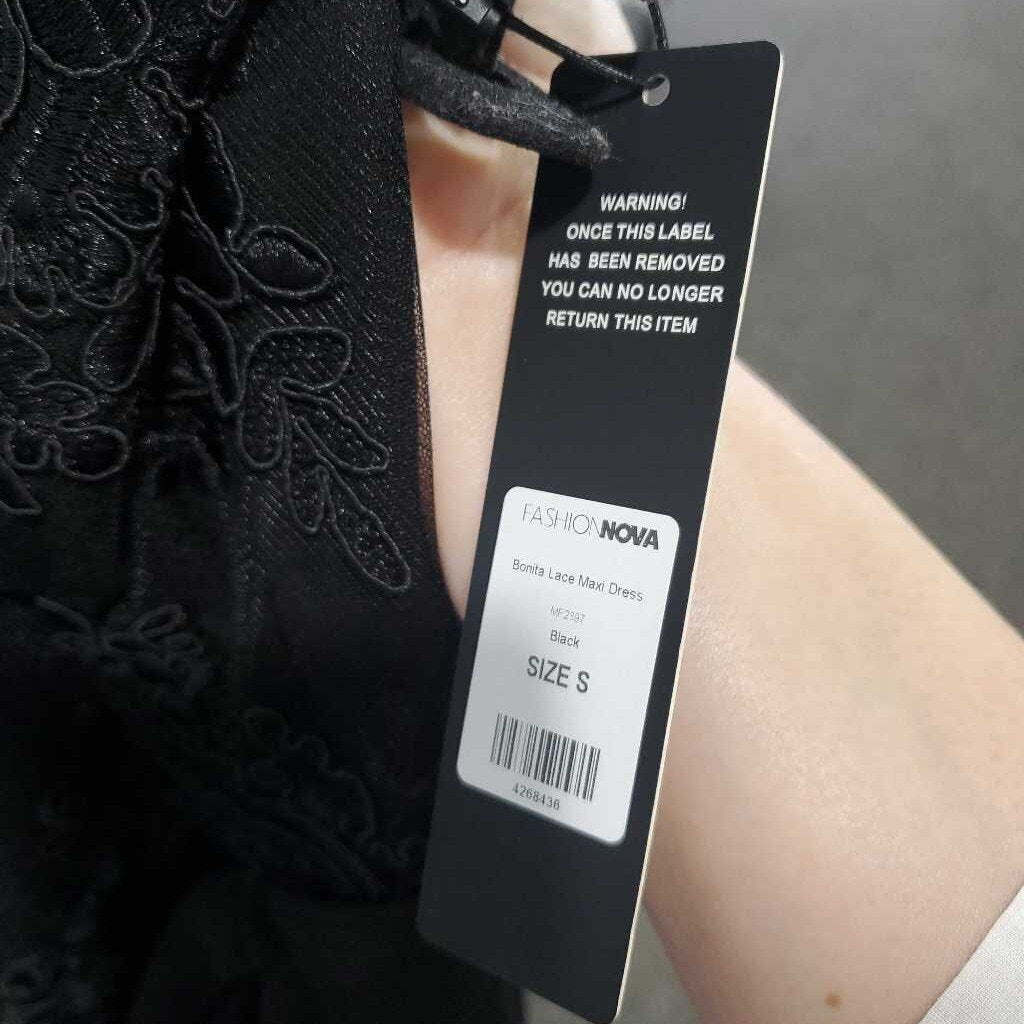 WARNING!
ONCE THIS LABEL
HAS BEEN REMOVED
YOU CAN NO LONGER
RETURN THIS ITEM
FASHIONNOVA
Bonita Lace Maxi Dress
MF2397
Black
SIZE S
4268436